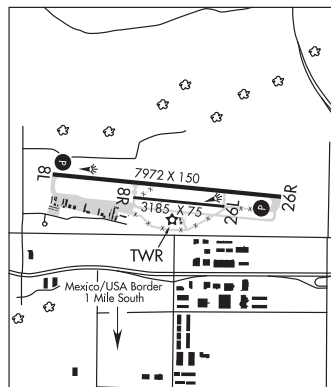 P
7972 X 150
8L
8R
3185 X 75
26L
P
26R
TWR
Mexico/USA Border
1 Mile South